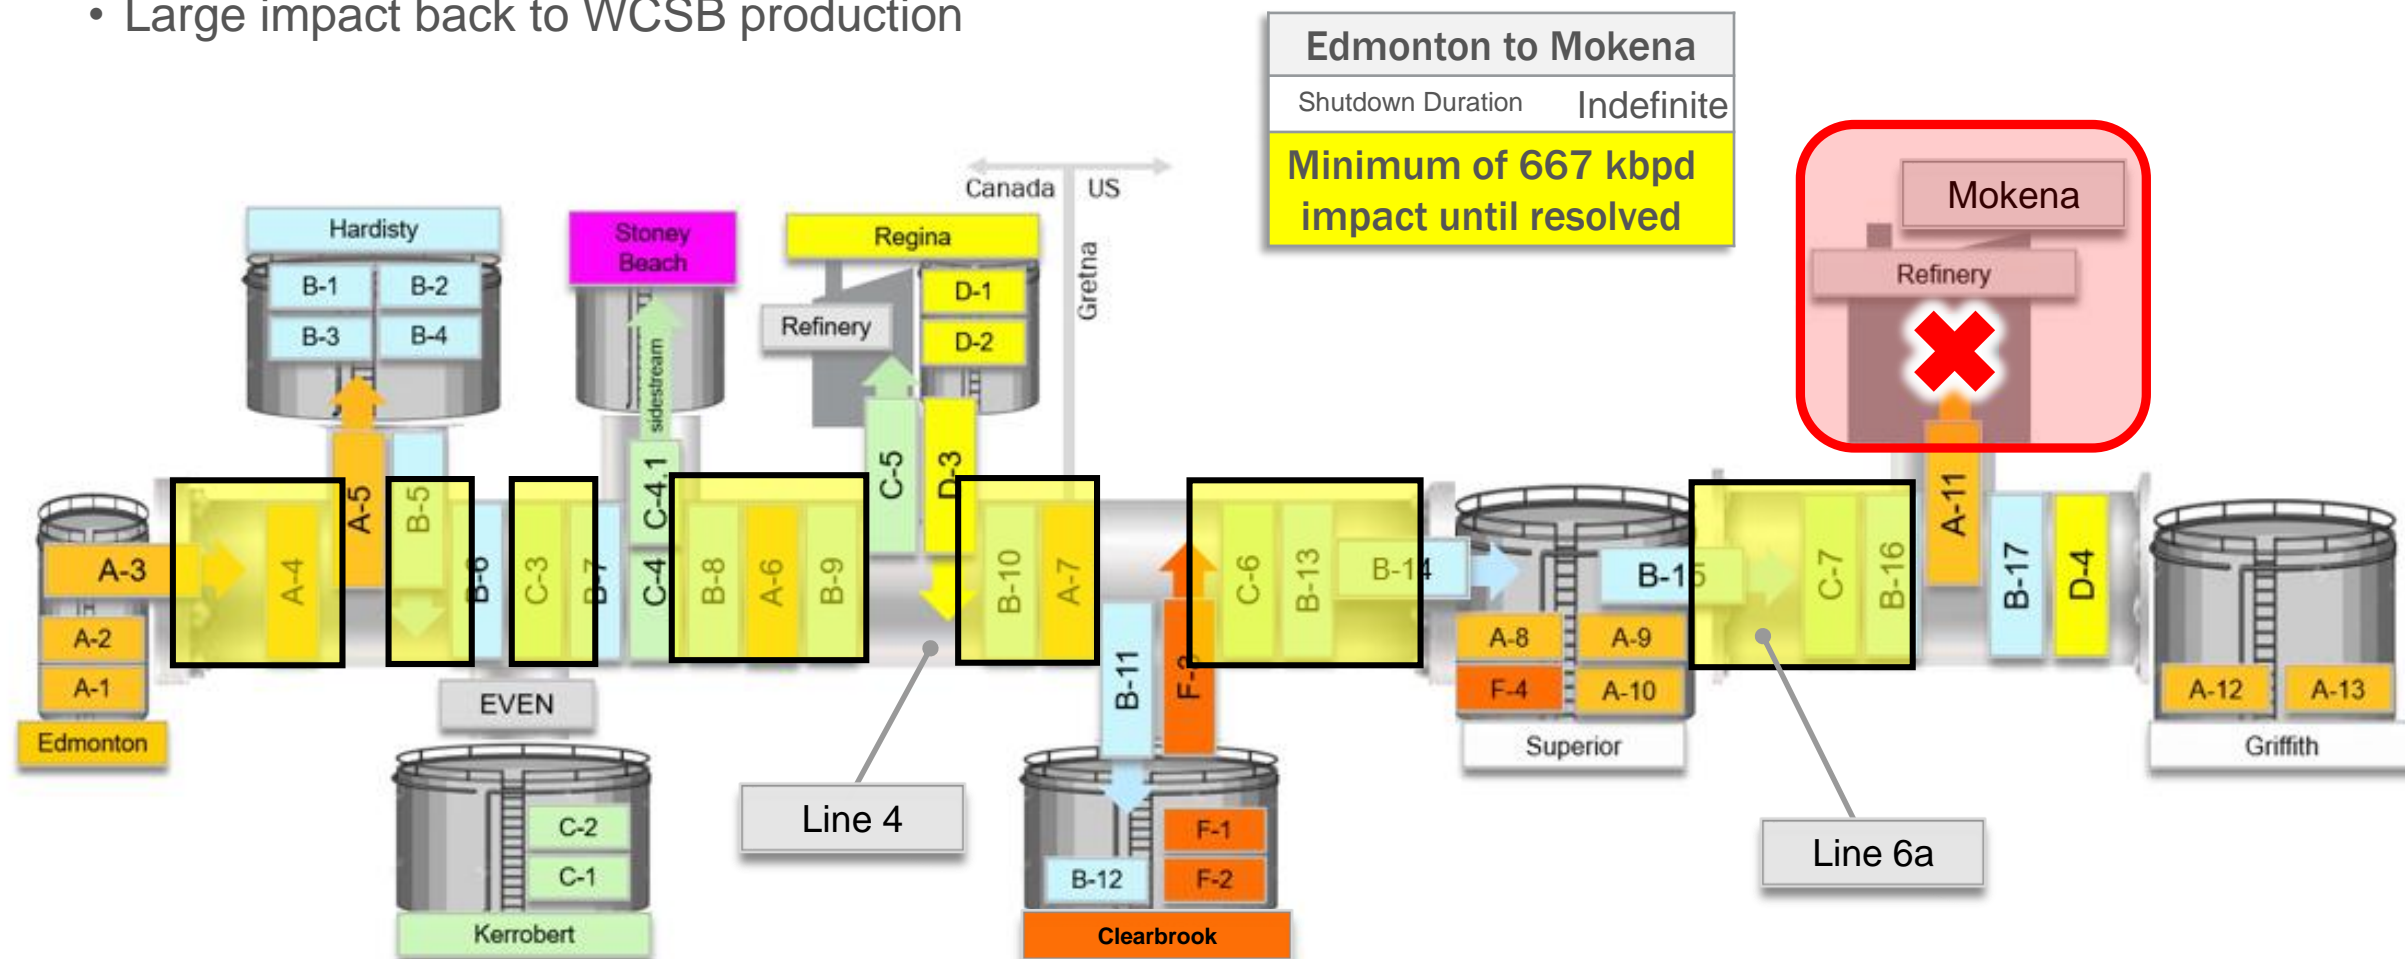 • Large impact back to WCSB production
Edmonton to Mokena
Shutdown Duration Indefinite
Minimum of 667 kbpd
impact until resolved
Canada US
Gretna
Hardisty
B-1 B-2
B-3 B-4
Stoney
Beach
sidestream
Regina
Refinery
D-1
D-2
Mokena
Refinery
A-3
A-2
A-1
Edmonton
A-4
A-5
B-5
B-6
C-3
B-7
C-4, 1
C-4
B-8
A-6
B-9
C-5
D-3
B-10
A-7
B-11
F-3
C-6
B-13
B-14
B-15
A-8 A-9
F-4 A-10
Superior
C-7
B-16
A-11
B-17
D-4
A-12 A-13
Griffith
EVEN
C-2
C-1
Kerrobert
Line 4
F-1
B-12 F-2
Clearbrook
Line 6a